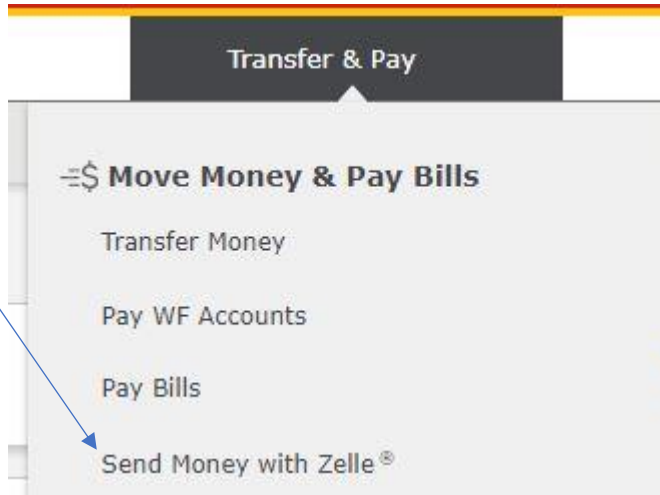 Transfer & Pay
$ Move Money & Pay Bills
Transfer Money
Pay WF Accounts
Pay Bills
Send Money with Zelle®